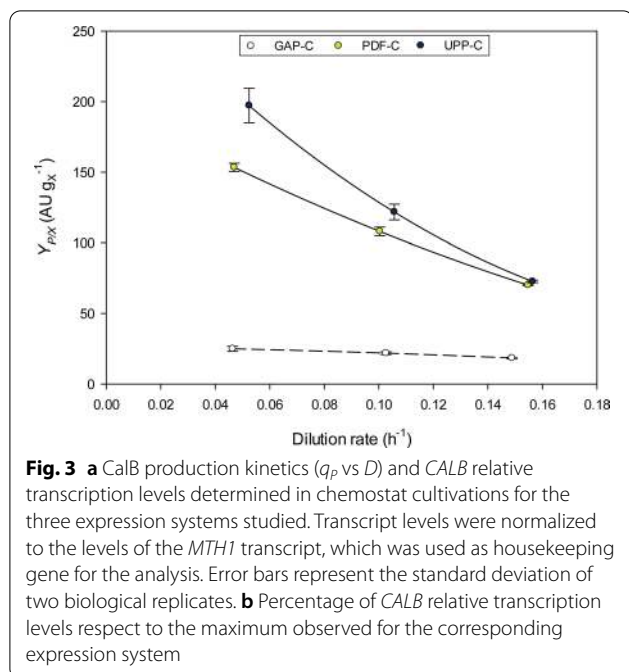 GAP-C PDF-C UPP-C
250
200
150
100
50
0
Y_P/X (AU g_X^-1)
0.00 0.02 0.04 0.06 0.08 0.10 0.12 0.14 0.16 0.18
Dilution rate (h^-1)
Fig. 3 a CalB production kinetics (q_P vs D) and CALB relative
transcription levels determined in chemostat cultivations for the
three expression systems studied. Transcript levels were normalized
to the levels of the MTH1 transcript, which was used as housekeeping
gene for the analysis. Error bars represent the standard deviation of
two biological replicates. b Percentage of CALB relative transcription
levels respect to the maximum observed for the corresponding
expression system